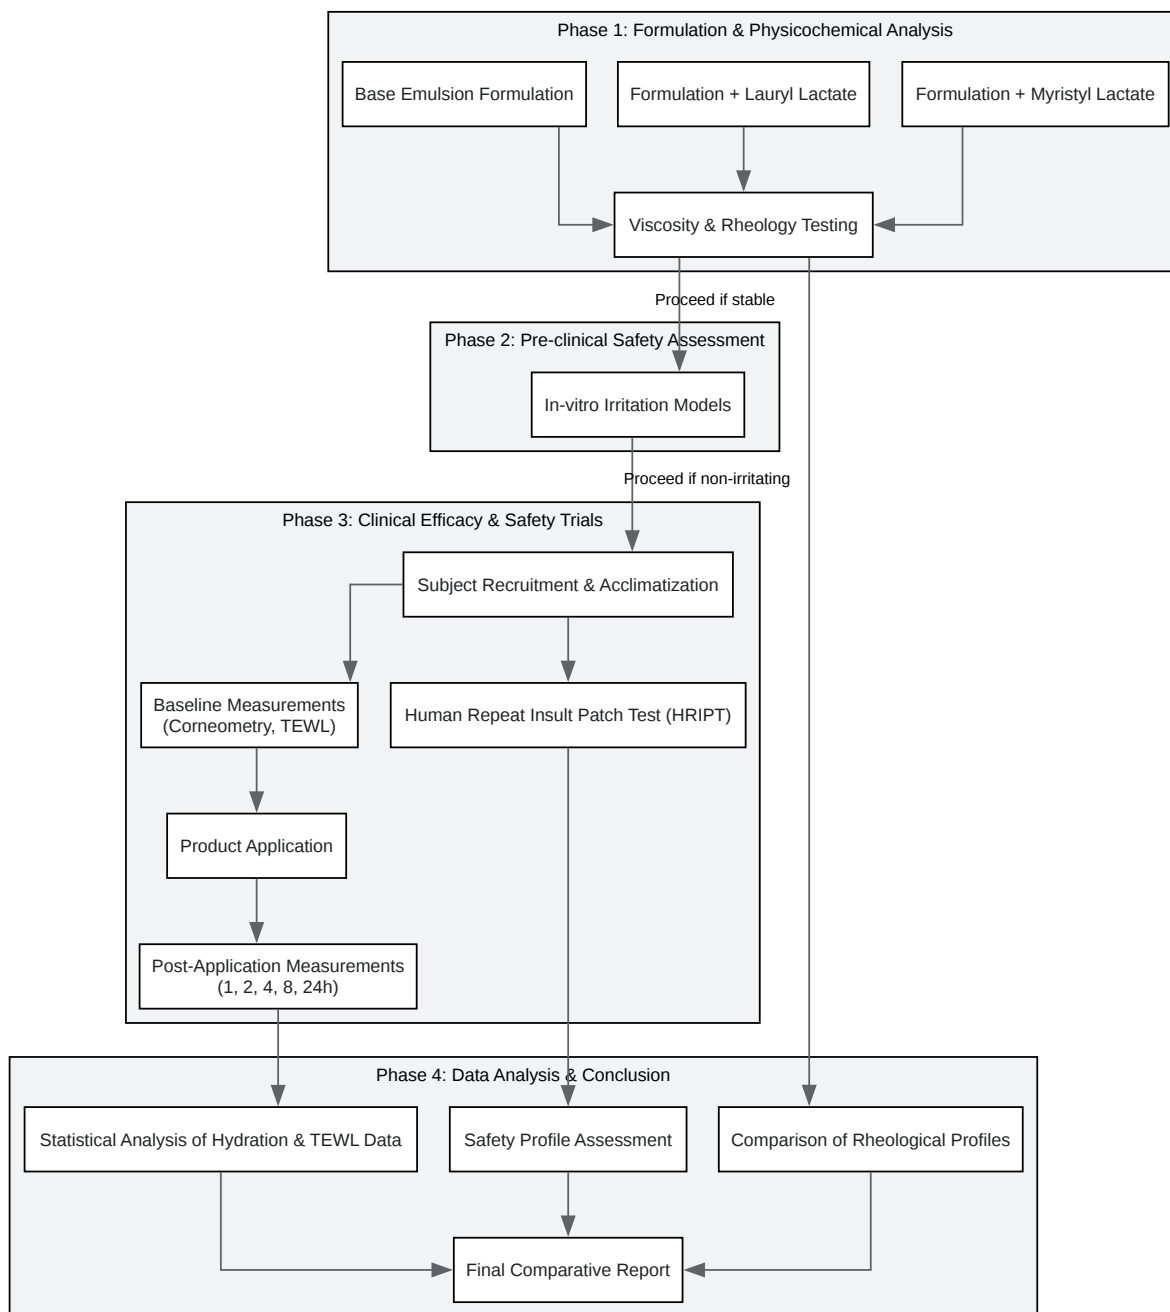 Phase 1: Formulation & Physicochemical Analysis
Base Emulsion Formulation
Formulation + Lauryl Lactate
Formulation + Myristyl Lactate
Viscosity & Rheology Testing
Proceed if stable
Phase 2: Pre-clinical Safety Assessment
In-vitro Irritation Models
Proceed if non-irritating
Phase 3: Clinical Efficacy & Safety Trials
Subject Recruitment & Acclimatization
Baseline Measurements
(Corneometry, TEWL)
Human Repeat Insult Patch Test (HRIPT)
Product Application
Post-Application Measurements
(1, 2, 4, 8, 24h)
Phase 4: Data Analysis & Conclusion
Statistical Analysis of Hydration & TEWL Data
Safety Profile Assessment
Comparison of Rheological Profiles
Final Comparative Report